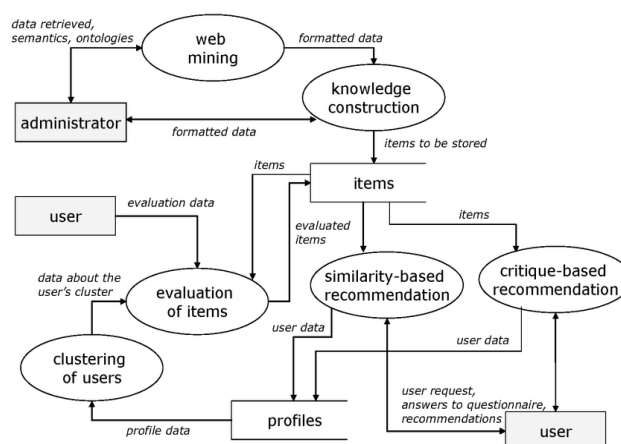 data retrieved,
semantics, ontologies
web
mining
formatted data
knowledge
construction
administrator
formatted data
items to be stored
items
items
user
evaluation data
evaluated
items
items
data about the
user's cluster
evaluation
of items
similarity-based
recommendation
critique-based
recommendation
clustering
of users
user data
user data
profile data
profiles
user request,
answers to questionnaire,
recommendations
user